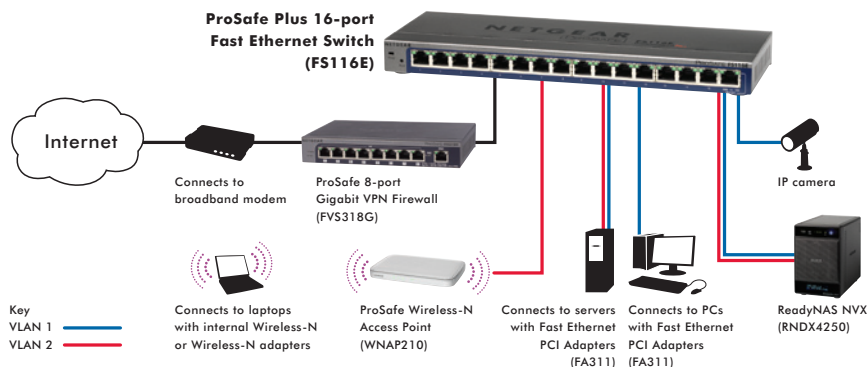 ProSafe Plus 16-port
Fast Ethernet Switch
(FS116E)
NETGEAR
Internet
Connects to
broadband modem
ProSafe 8-port
Gigabit VPN Firewall
(FVS318G)
IP camera
Key
VLAN 1
VLAN 2
Connects to laptops
with internal Wireless-N
or Wireless-N adapters
ProSafe Wireless-N
Access Point
(WNAP210)
Connects to servers
with Fast Ethernet
PCI Adapters
(FA311)
Connects to PCs
with Fast Ethernet
PCI Adapters
(FA311)
ReadyNAS NVX
(RNDX4250)